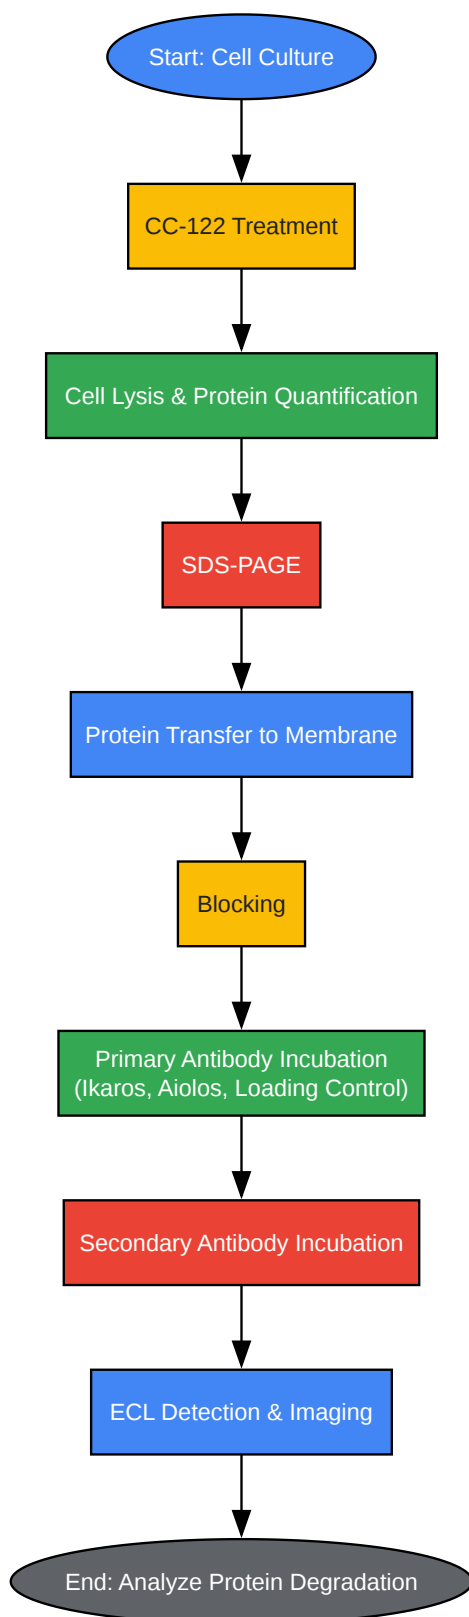 Start: Cell Culture
CC-122 Treatment
Cell Lysis & Protein Quantification
SDS-PAGE
Protein Transfer to Membrane
Blocking
Primary Antibody Incubation
(Ikaros, Aiolos, Loading Control)
Secondary Antibody Incubation
ECL Detection & Imaging
End: Analyze Protein Degradation